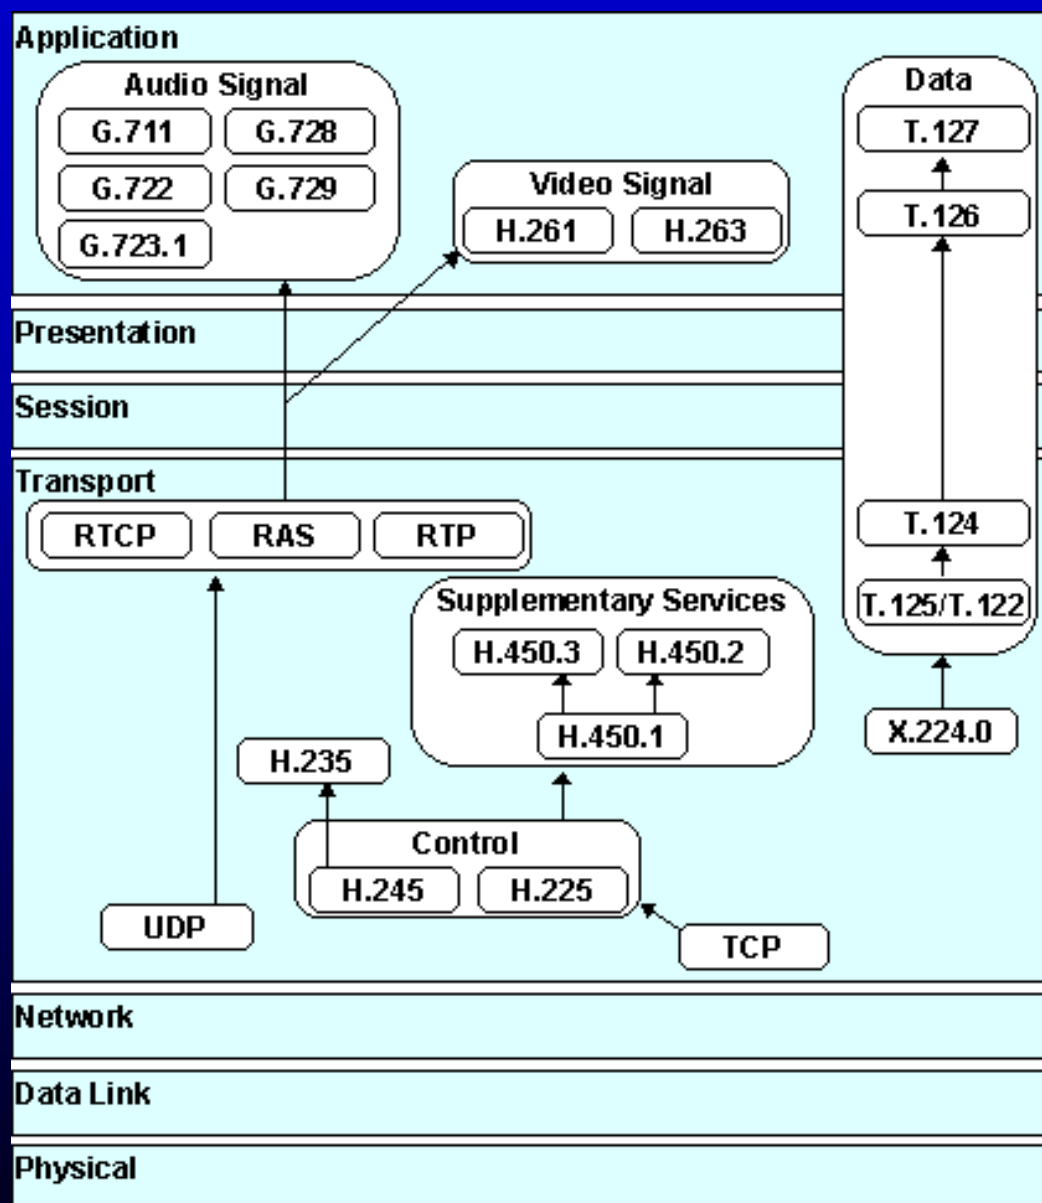 Application
Audio Signal
G.711
G.728
G.722
G.729
G.723.1
Video Signal
H.261
H.263
Data
T.127
T.126
Presentation
Session
Transport
RTCP
RAS
RTP
T.124
T.125/T.122
Supplementary Services
H.450.3
H.450.2
H.450.1
X.224.0
H.235
Control
H.245
H.225
UDP
TCP
Network
Data Link
Physical